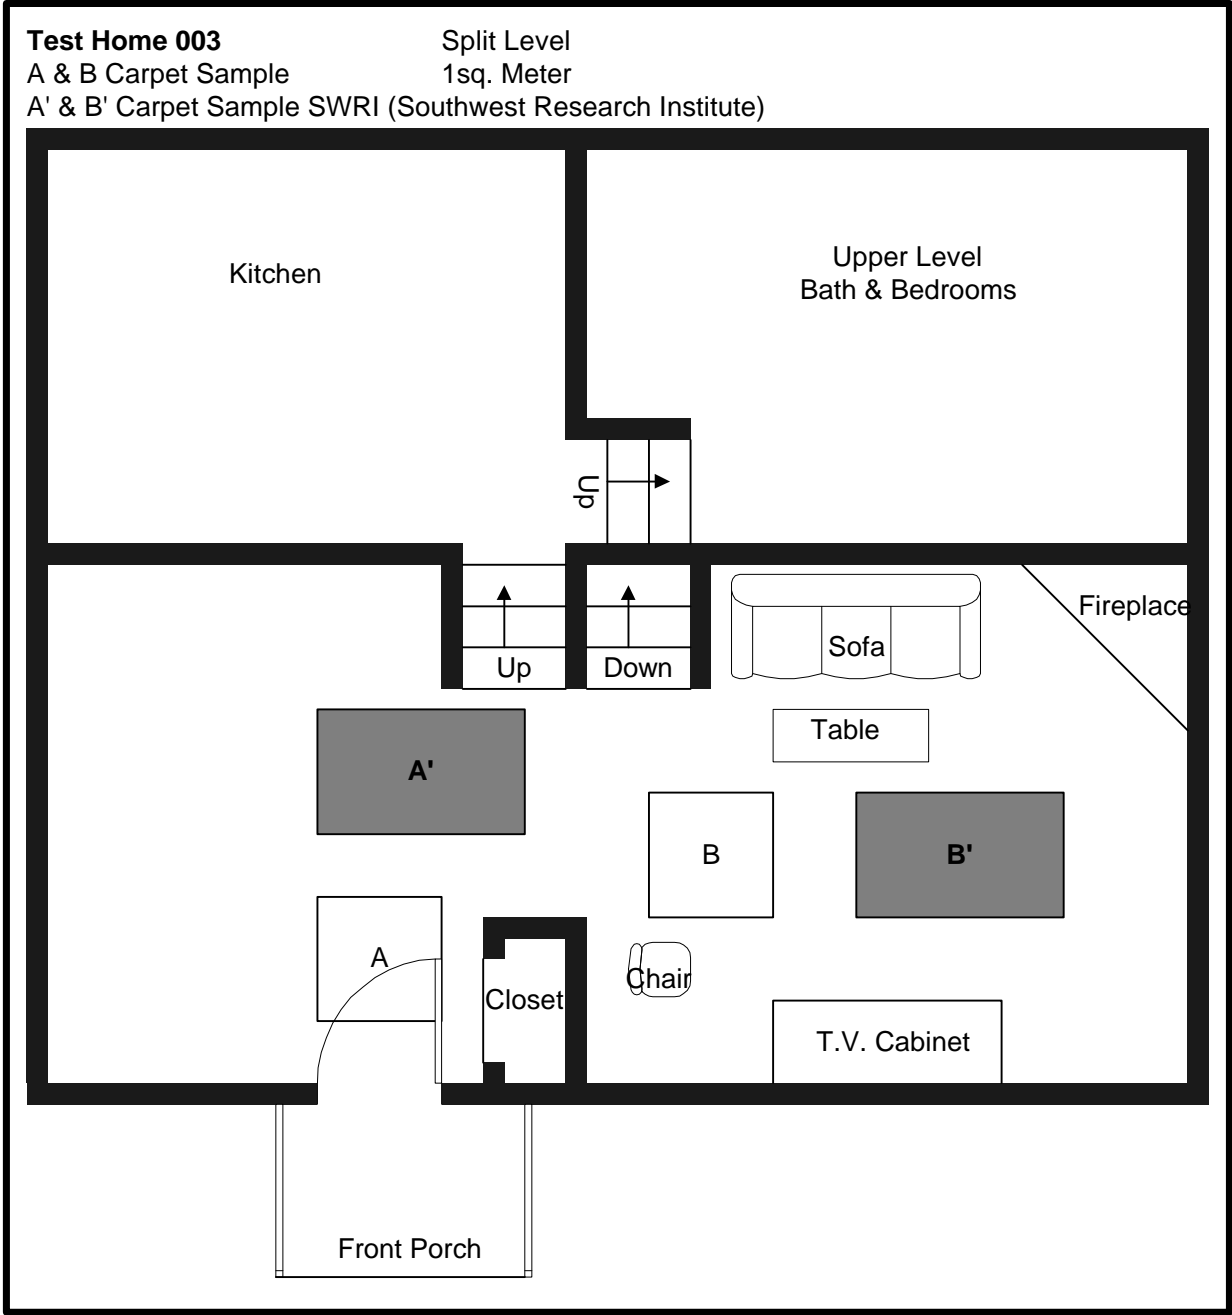 Test Home 003 Split Level
A & B Carpet Sample 1sq. Meter
A' & B' Carpet Sample SWRI (Southwest Research Institute)
Kitchen
Upper Level
Bath & Bedrooms
Up
Fireplace
Sofa
Up
Down
Table
A'
B
B'
A
Chair
Closet
T.V. Cabinet
Front Porch